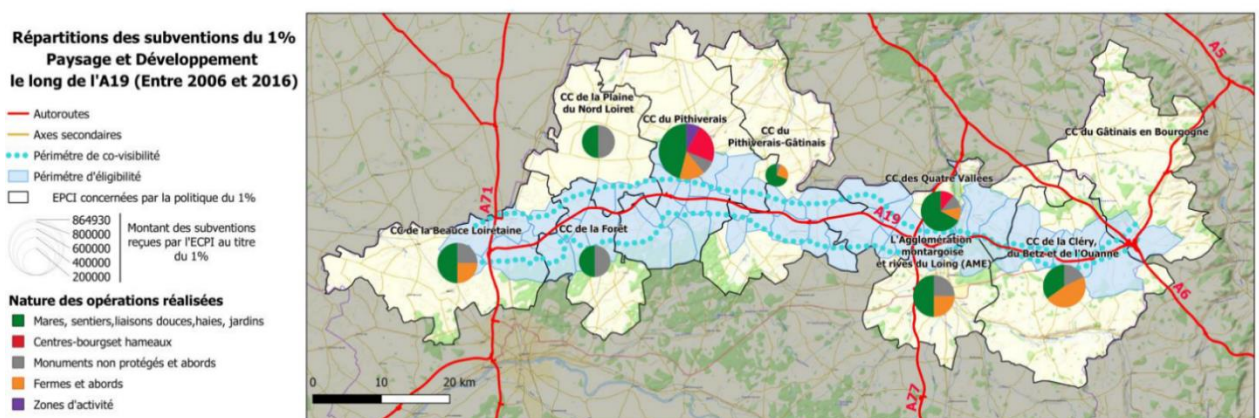 Répartitions des subventions du 1%
Paysage et Développement
le long de l'A19 (Entre 2006 et 2016)
Autoroutes
Axes secondaires
Périmétre de co-visibilité
Périmètre d'éligibilité
EPCI concernées par la politique du 1%
864930
800000
600000
400000
200000
Montant des subventions
reçues par l'ECPI au titre
du 1%
Nature des opérations réalisées
Mares, sentiers,liaisons douces,haies, jardins
Centres-bourgset hameaux
Monuments non protégés et abords
Fermes et abords
Zones d'activité
A5
CC de la Plaine
du Nord Loiret
CC du Pithiverais
CC du
Pithiverais-Gâtinais
CC du Gâtinais en Bourgogne
A71
CC des Quatre Vallées
A19
CC de la Beauce Loiretaine
CC de la Forêt
L'Agglomération
montargoise
et rives du Loing (AME)
CC de la Cléry,
du Betz et de l'Ouanne
A6
A77
0 10 20 km